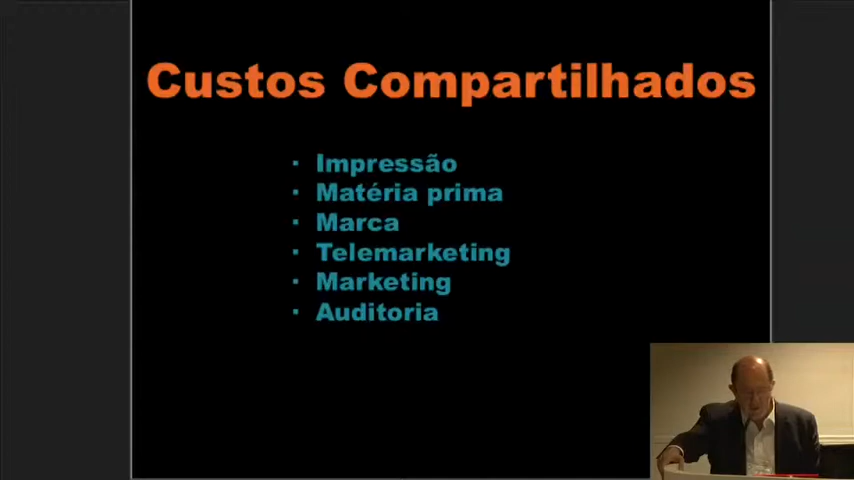 Custos Compartilhados
· Impressão
· Matéria prima
· Marca
· Telemarketing
· Marketing
· Auditoria